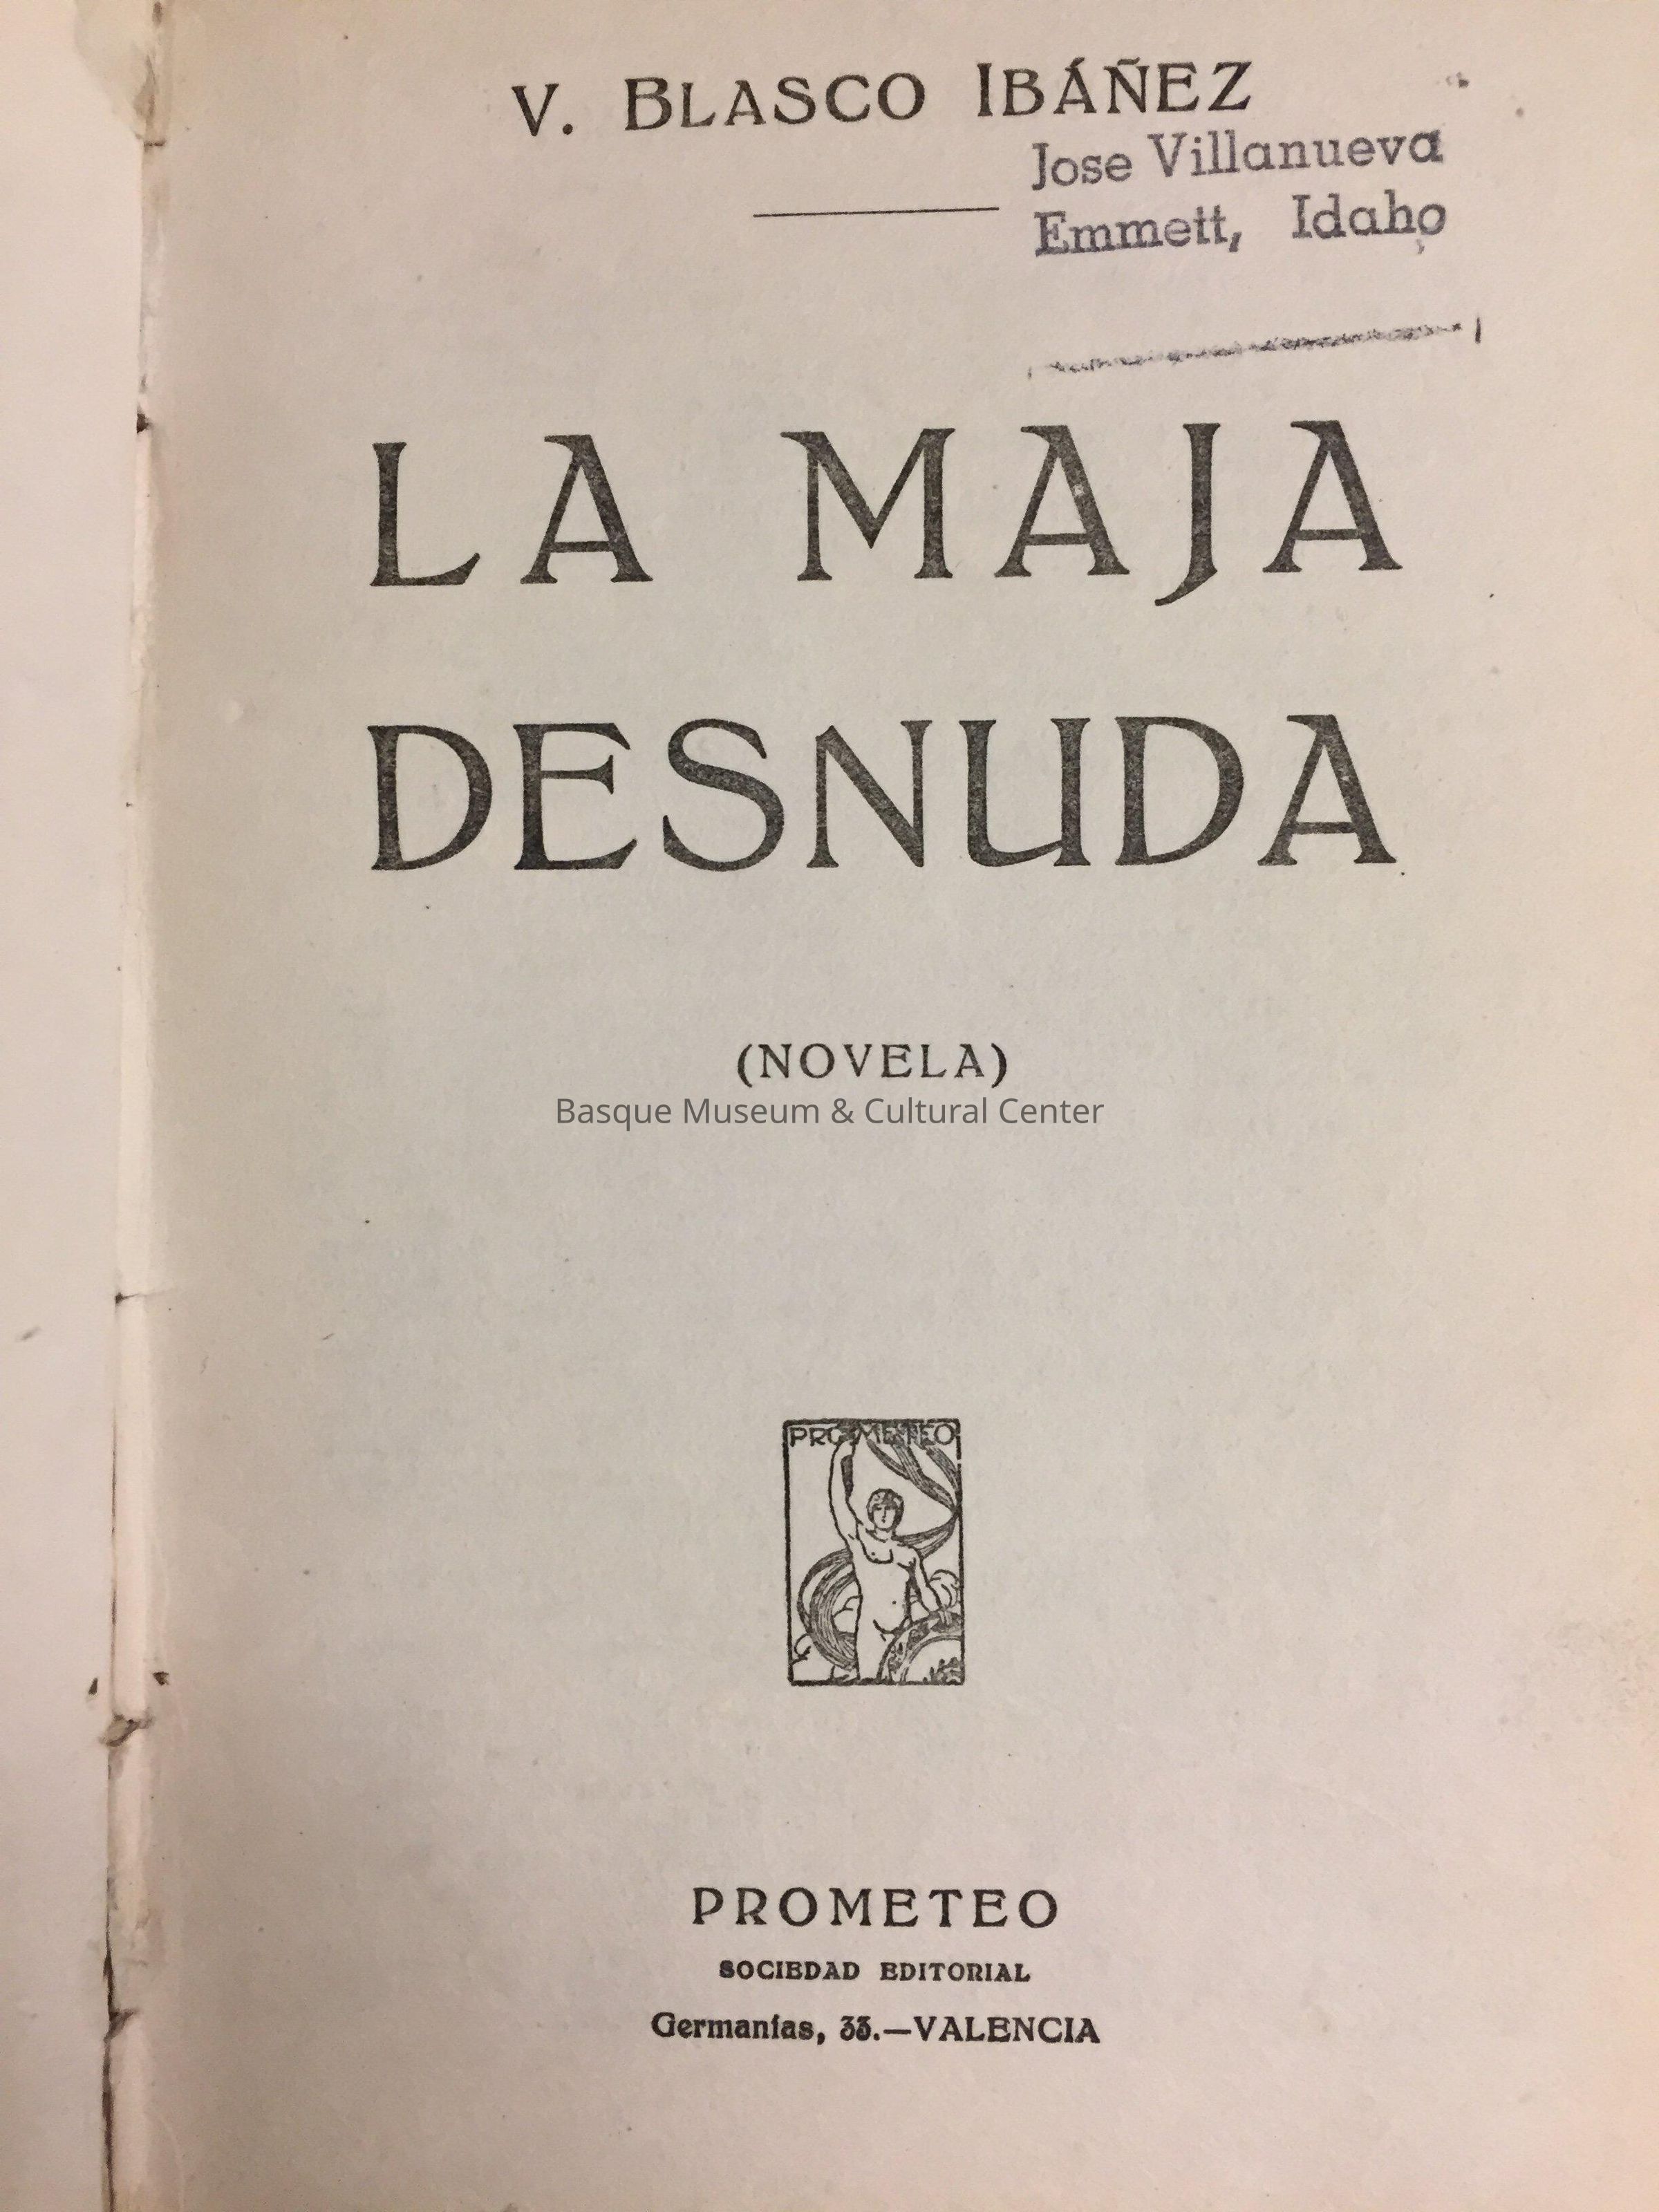 V. BLASCO IBÁÑEZ
Jose Villanueva
Emmett, Idaho
LA MAJA
DESNUDA
(NOVELA)
Basque Museum & Cultural Center
PROMETEO
PROMETEO
SOCIEDAD EDITORIAL
Germanías, 33.—VALENCIA